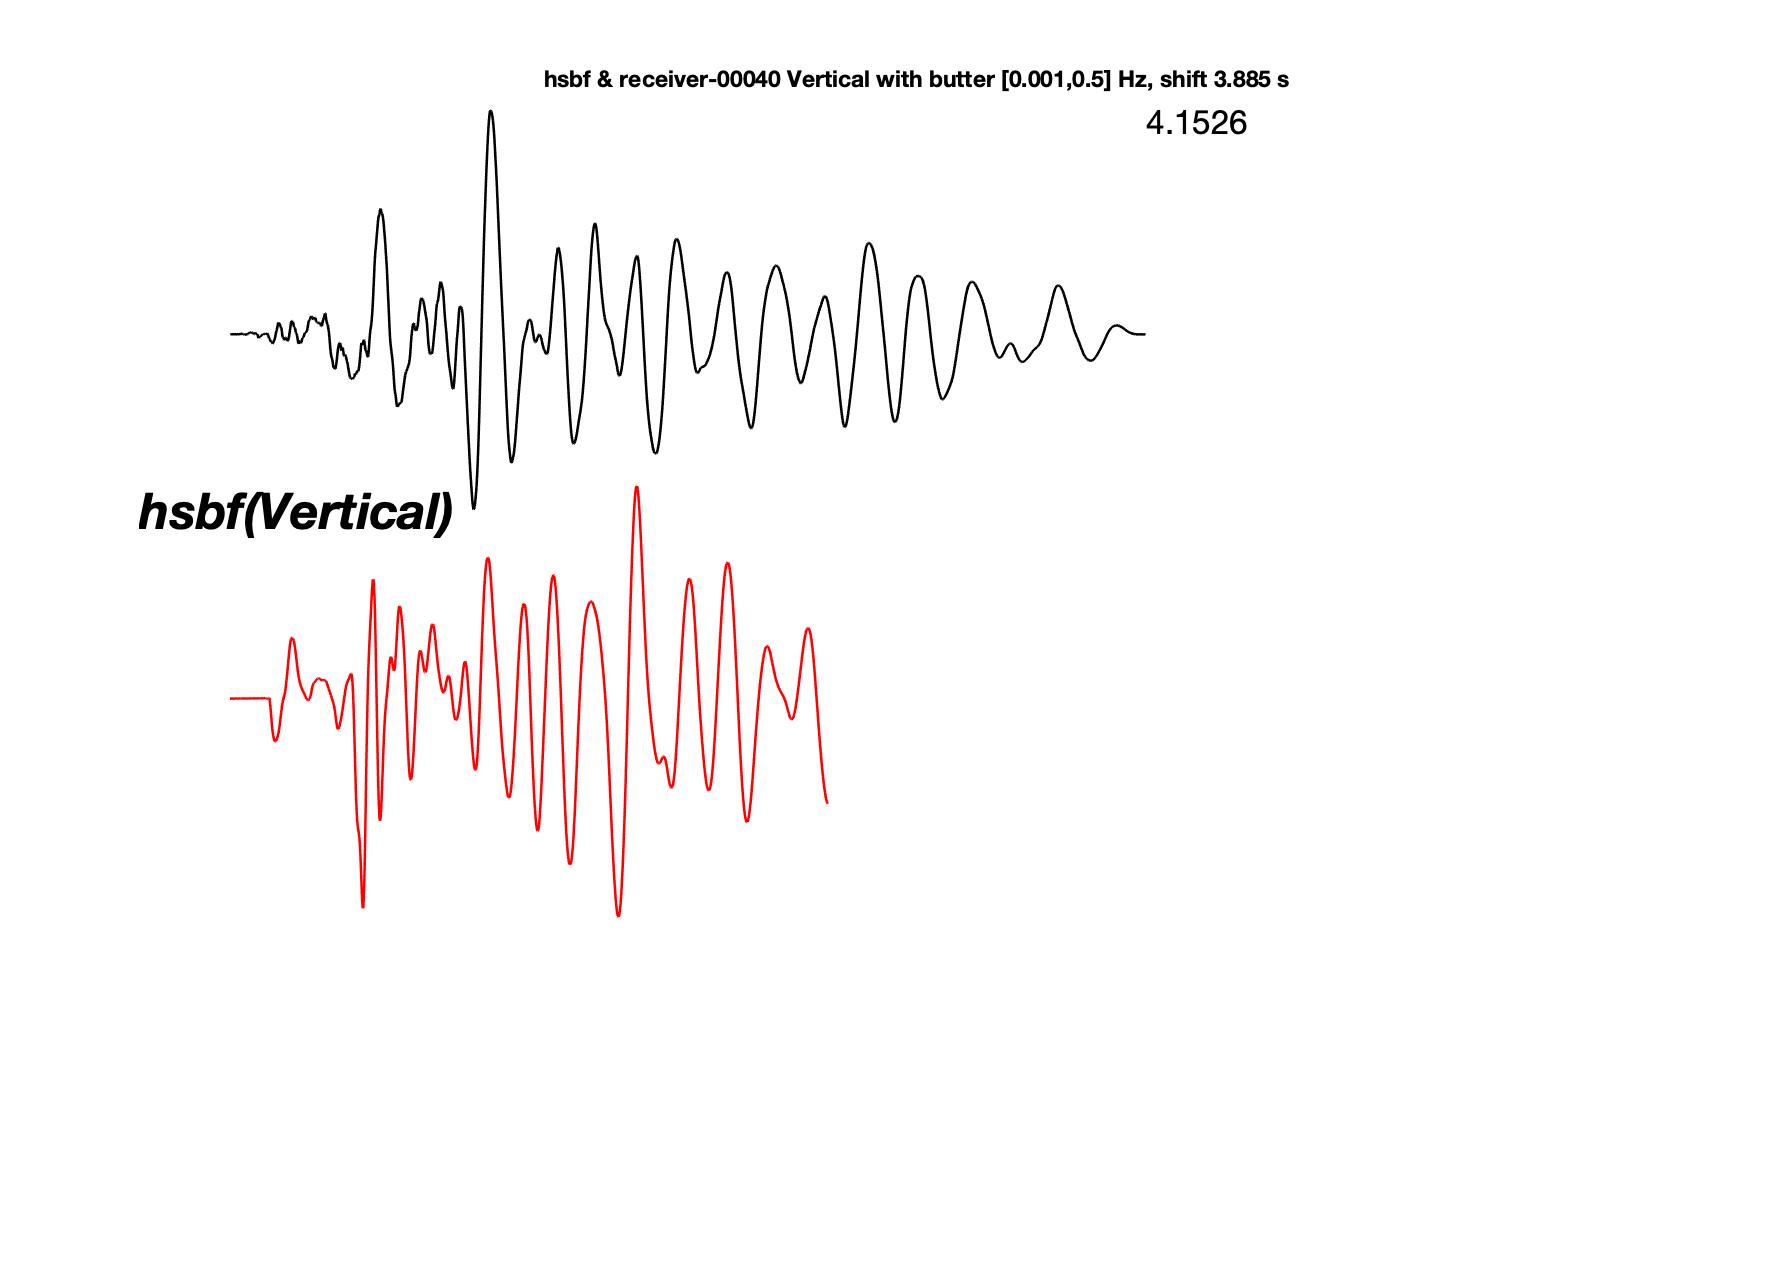 hsbf & receiver-00040 Vertical with butter [0.001,0.5] Hz, shift 3.885 s
4.1526
hsbf(Vertical)